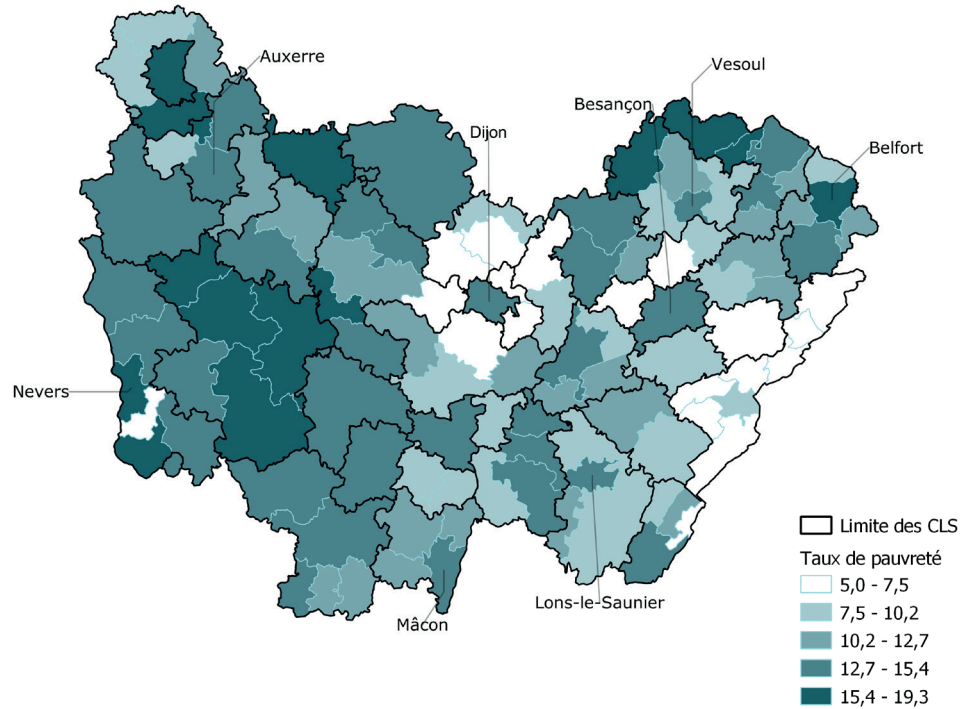 Auxerre
Vesoul
Besançon
Dijon
Belfort
Nevers
Limite des CLS
Taux de pauvreté
5,0 - 7,5
7,5 - 10,2
10,2 - 12,7
12,7 - 15,4
15,4 - 19,3
Lons-le-Saunier
Mâcon